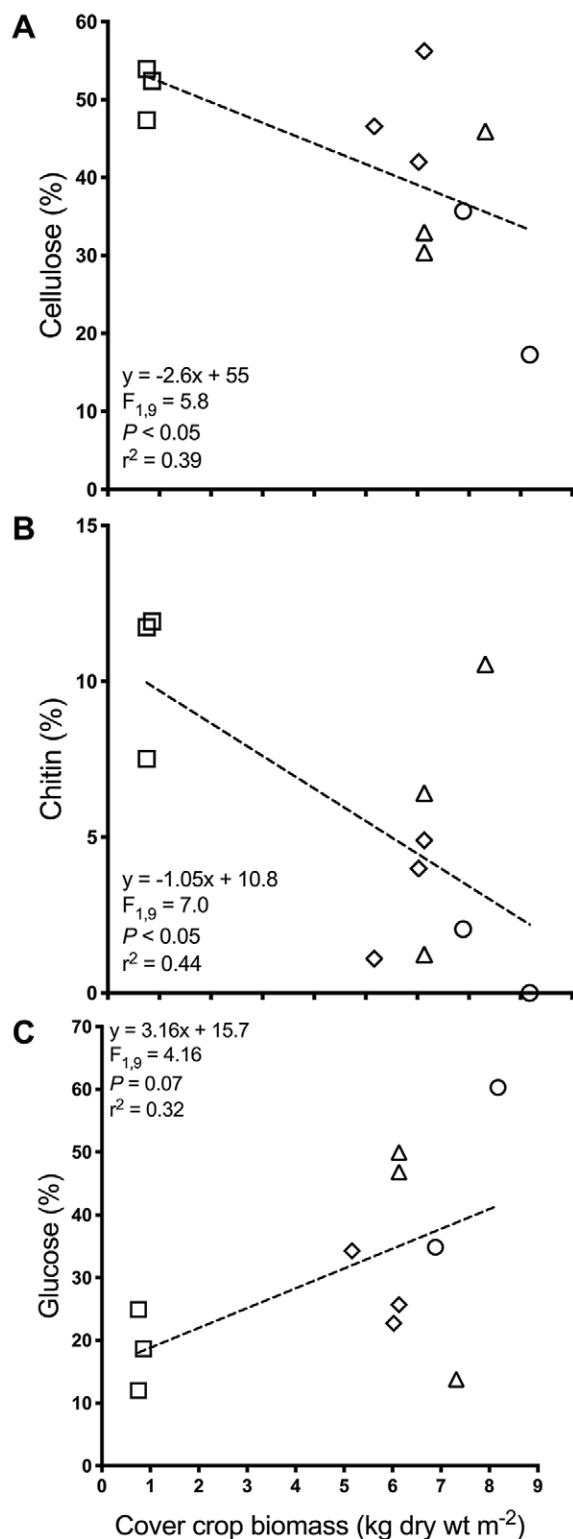 A
60
50
40
30
20
10
0
Cellulose (%)
y = -2.6x + 55
F1,9 = 5.8
P < 0.05
r2 = 0.39
B
15
10
5
0
Chitin (%)
y = -1.05x + 10.8
F1,9 = 7.0
P < 0.05
r2 = 0.44
C
70
60
50
40
30
20
10
0
Glucose (%)
y = 3.16x + 15.7
F1,9 = 4.16
P = 0.07
r2 = 0.32
0 1 2 3 4 5 6 7 8 9
Cover crop biomass (kg dry wt m-2)